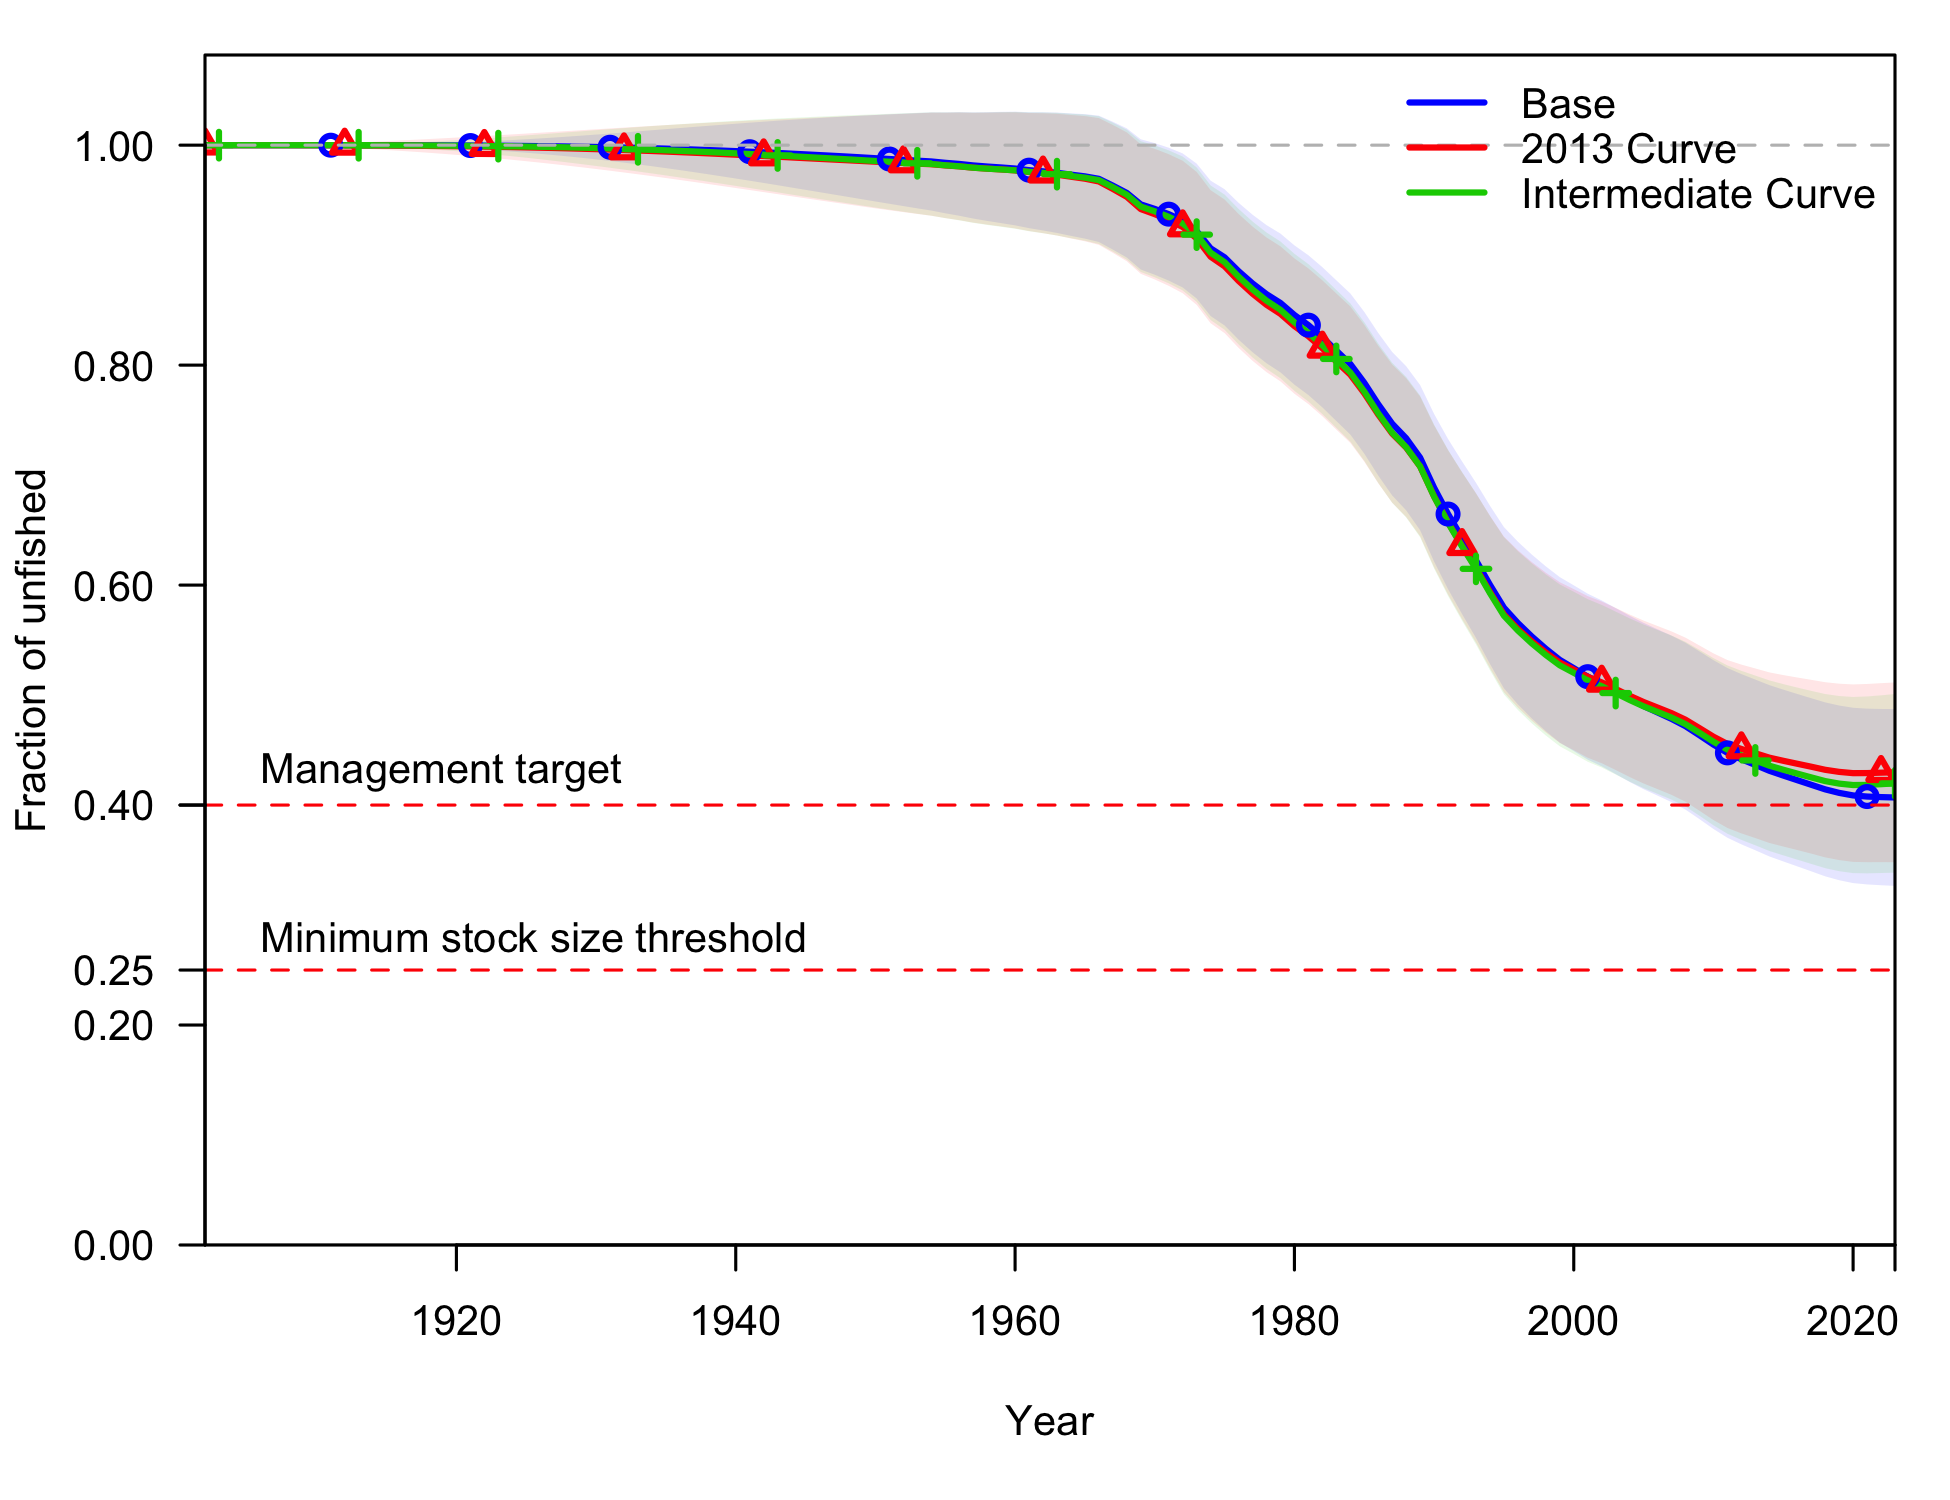 Base
2013 Curve
Intermediate Curve
1.00
0.80
0.60
0.40
0.25
0.20
0.00
Fraction of unfished
Management target
Minimum stock size threshold
1920
1940
1960
1980
2000
2020
Year